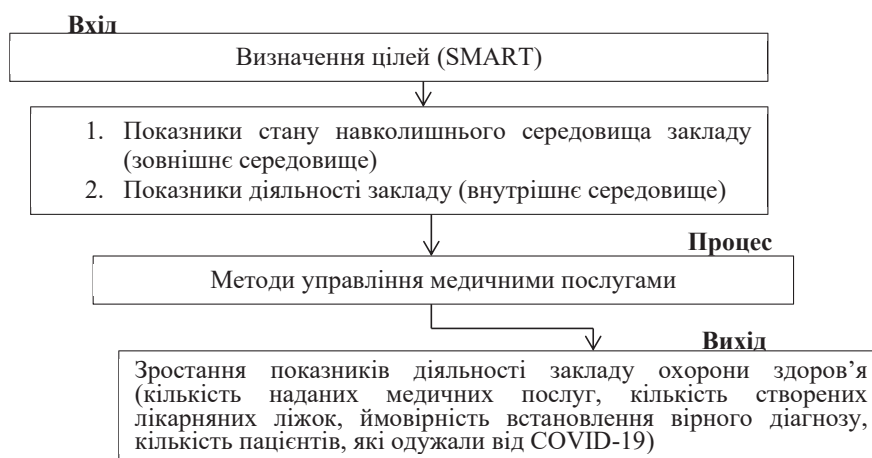 Вхід
Визначення цілей (SMART)
1. Показники стану навколишнього середовища закладу
(зовнішнє середовище)
2. Показники діяльності закладу (внутрішнє середовище)
Процес
Методи управління медичними послугами
Вихід
Зростання показників діяльності закладу охорони здоров’я
(кількість наданих медичних послуг, кількість створених
лікарняних ліжок, ймовірність встановлення вірного діагнозу,
кількість пацієнтів, які одужали від COVID-19)